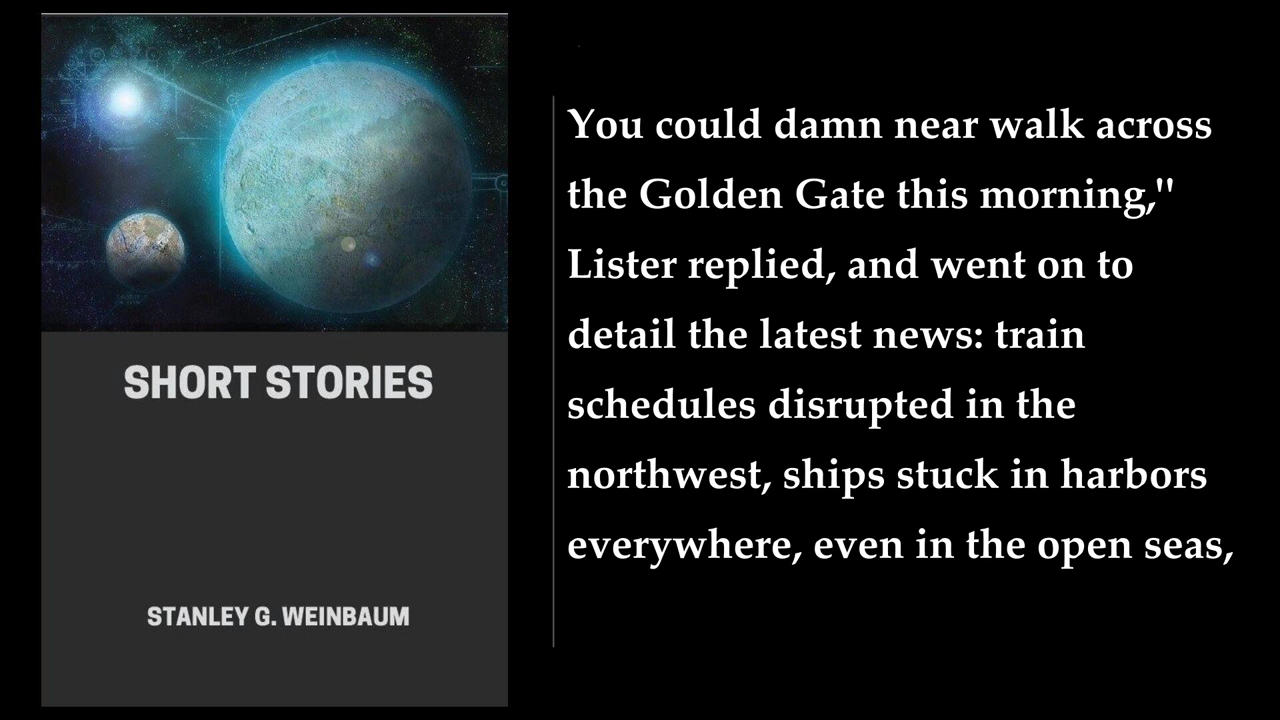 SHORT STORIES
STANLEY G. WEINBAUM
You could damn near walk across
the Golden Gate this morning,"
Lister replied, and went on to
detail the latest news: train
schedules disrupted in the
northwest, ships stuck in harbors
everywhere, even in the open seas,